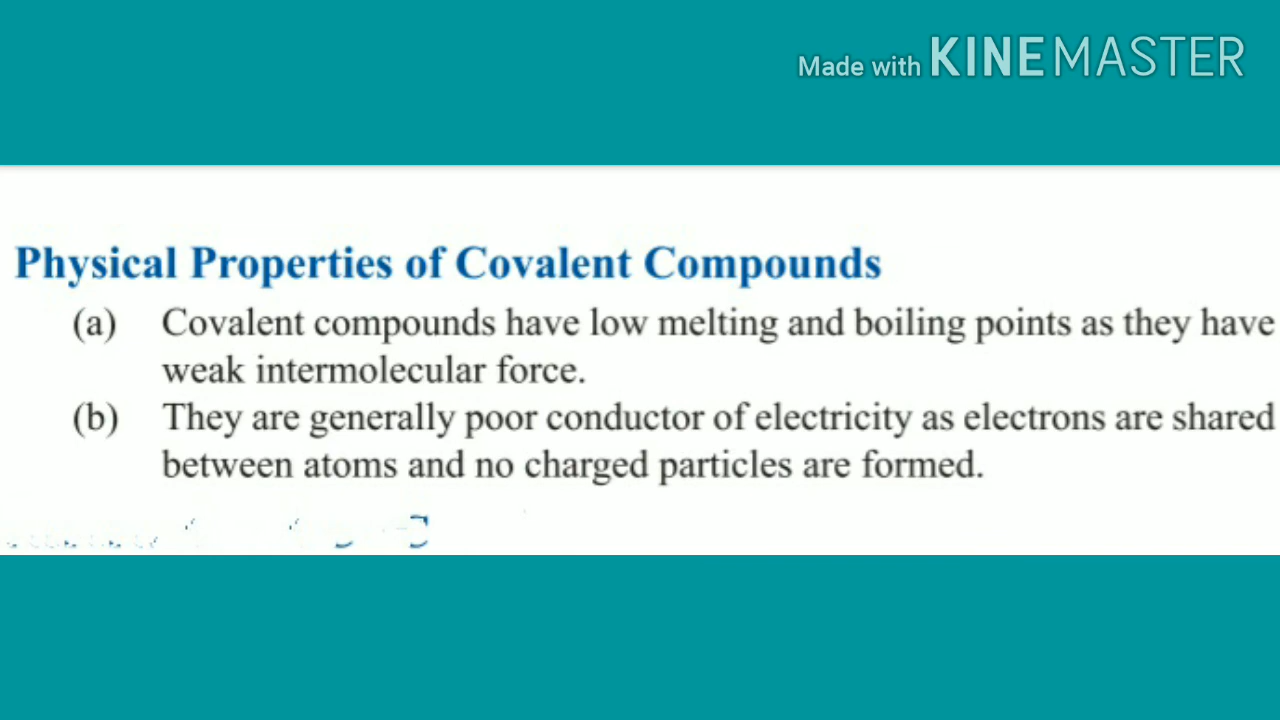 Made with KINEMASTER
Physical Properties of Covalent Compounds
(a) Covalent compounds have low melting and boiling points as they have
weak intermolecular force.
(b) They are generally poor conductor of electricity as electrons are shared
between atoms and no charged particles are formed.